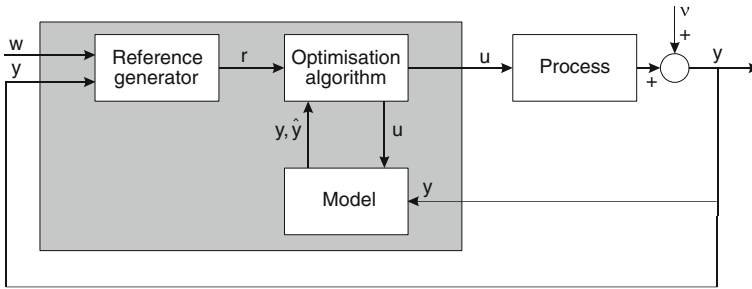 w
y
Reference
generator
r
Optimisation
algorithm
u
Process
ν
+
+
y
y, ŷ
u
Model
y